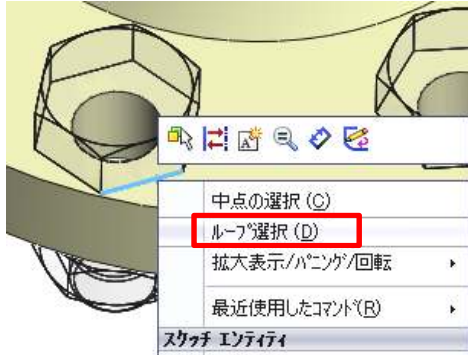 中点の選択 (C)
ループ選択 (D)
拡大表示/パニング/回転
最近使用したコマンド(R)
スケッチ エンティティ